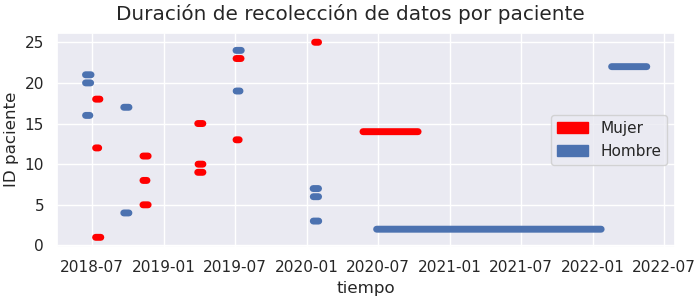 Duración de recolección de datos por paciente
ID paciente
25
20
15
10
5
0
Mujer
Hombre
2018-07 2019-01 2019-07 2020-01 2020-07 2021-01 2021-07 2022-01 2022-07
tiempo